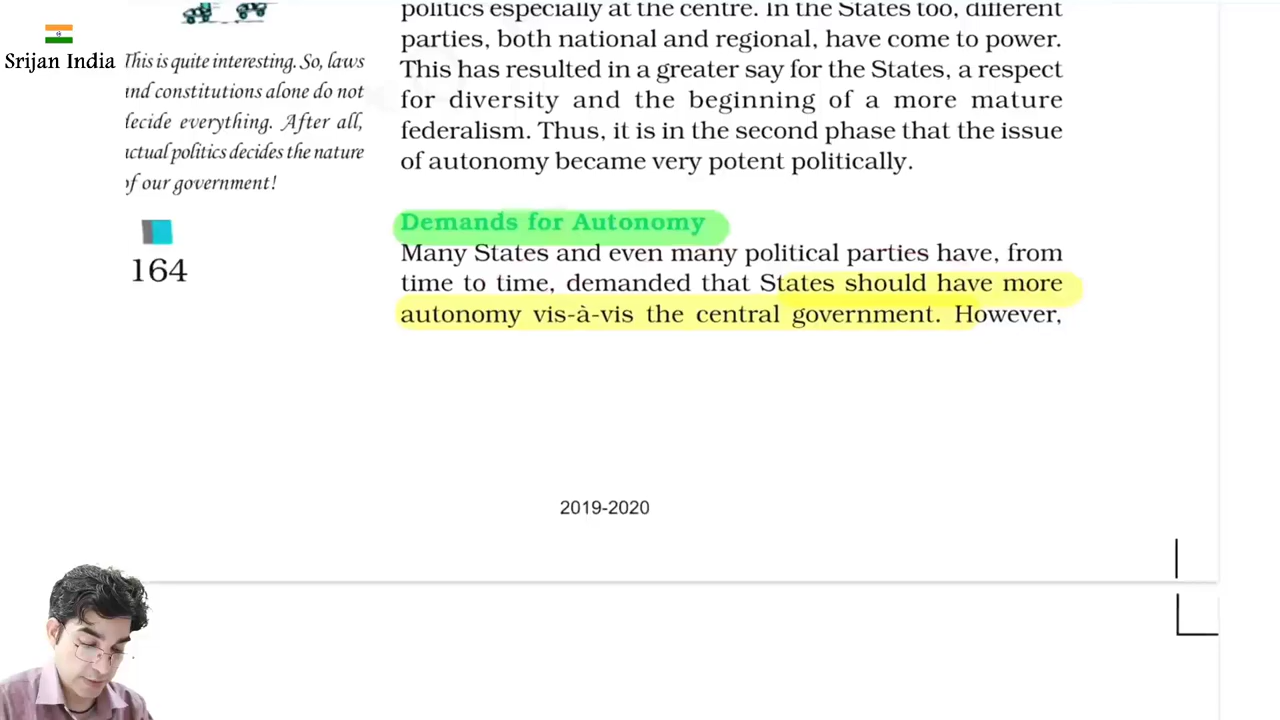 politics especially at the centre. In the States too, different
parties, both national and regional, have come to power.
This has resulted in a greater say for the States, a respect
for diversity and the beginning of a more mature
federalism. Thus, it is in the second phase that the issue
of autonomy became very potent politically.
Srijan India
This is quite interesting. So, laws
and constitutions alone do not
decide everything. After all,
actual politics decides the nature
of our government!
164
Demands for Autonomy
Many States and even many political parties have, from
time to time, demanded that States should have more
autonomy vis-à-vis the central government. However,
2019-2020